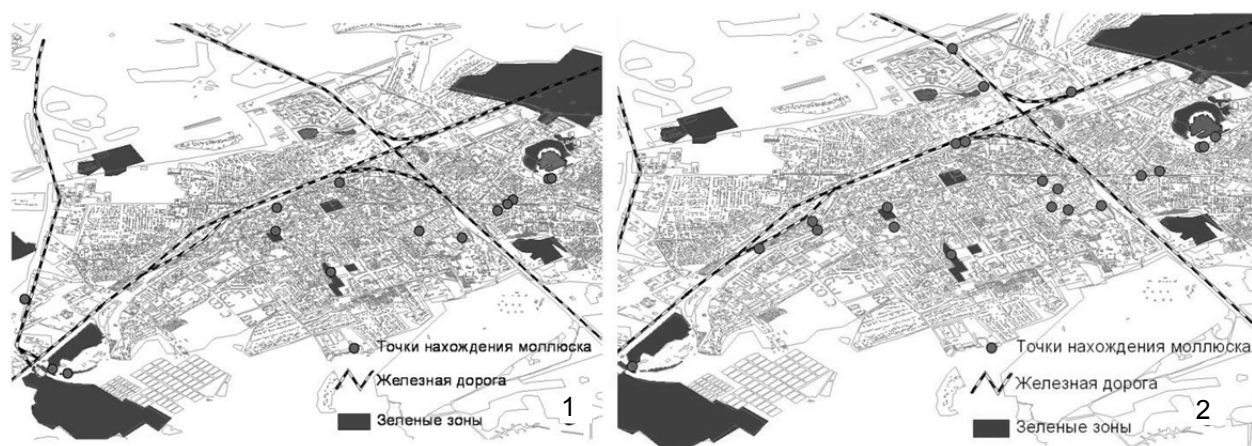 Точки нахождения моллюска
Железная дорога
Зеленые зоны
1
Точки нахождения моллюска
Железная дорога
Зеленые зоны
2